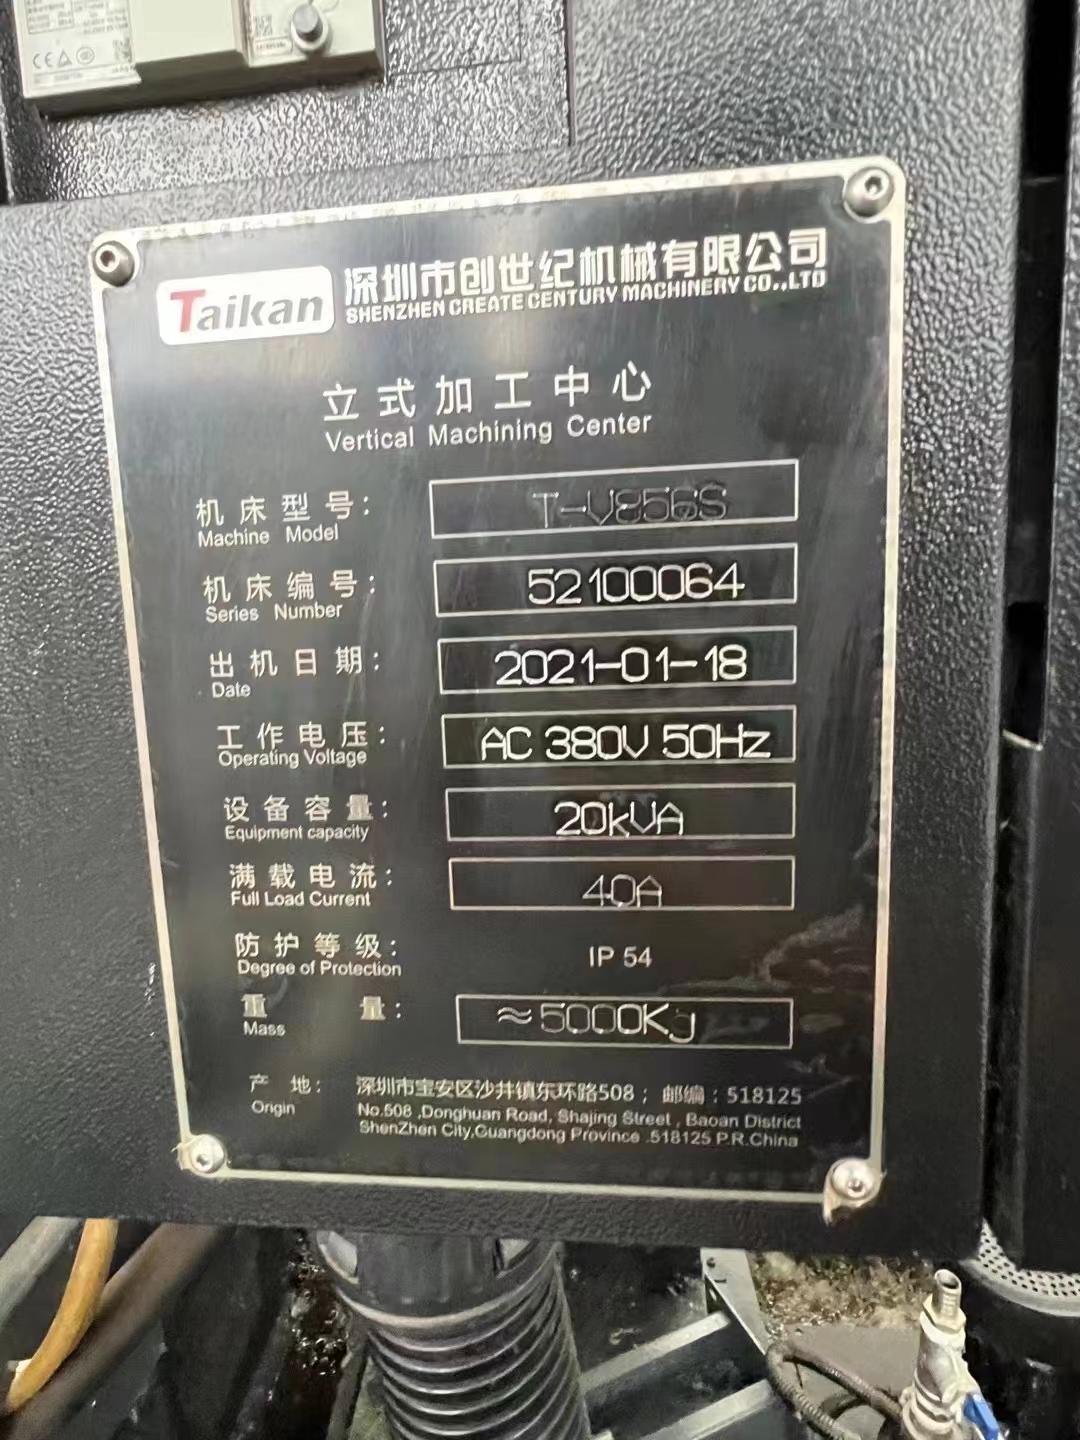 Taikan
深圳市创世纪机械有限公司
SHENZHEN CREATE CENTURY MACHINERY CO.,LTD
立式加工中心
Vertical Machining Center
机床型号: T-V856S
Machine Model
机床编号: 52100064
Series Number
出机日期: 2021-01-18
Date
工作电压: AC 380V 50Hz
Operating Voltage
设备容量: 20kVA
Equipment capacity
满载电流: 40A
Full Load Current
防护等级: IP 54
Degree of Protection
重量: ≈5000Kg
Mass
产地: 深圳市宝安区沙井镇东环路508；邮编：518125
Origin
No.508 ,Donghuan Road, Shajing Street , Baoan District
ShenZhen City,Guangdong Province .518125 P.R.China